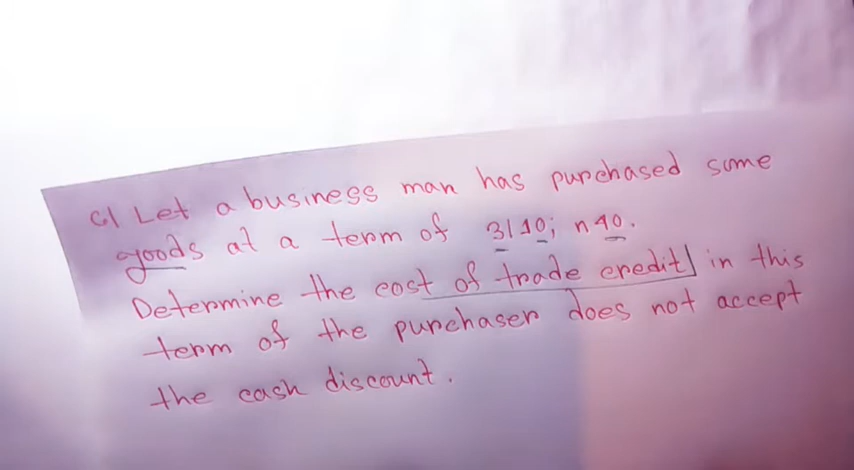 Q1 Let a business man has purchased some
goods at a term of 3/10; n40.
Determine the cost of trade credit in this
term of the purchaser does not accept
the cash discount.